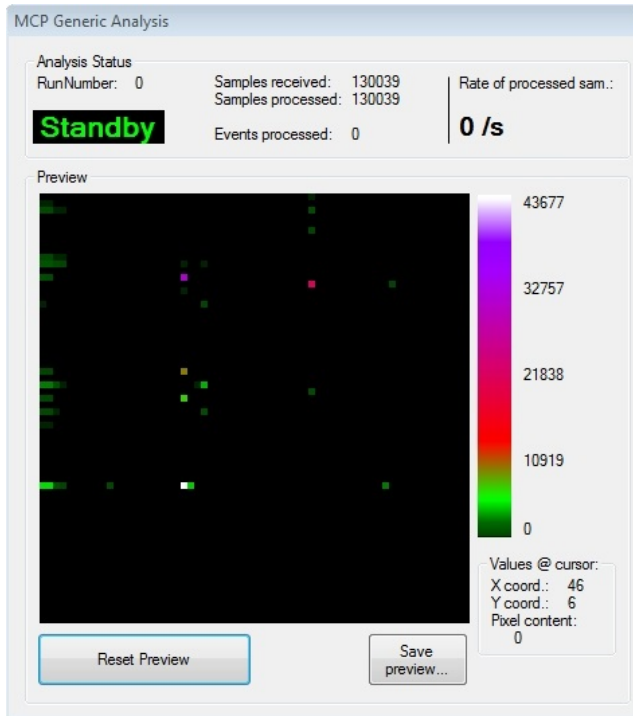 MCP Generic Analysis
Analysis Status
RunNumber: 0
Samples received: 130039
Rate of processed sam.:
Samples processed: 130039
Standby
Events processed: 0
0 /s
Preview
43677
32757
21838
10919
0
Values @ cursor:
X coord.: 46
Y coord.: 6
Pixel content:
0
Reset Preview
Save
preview...